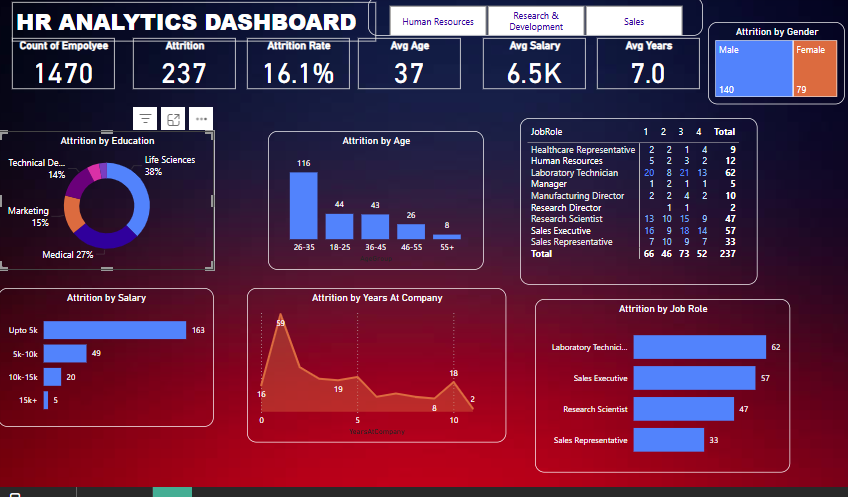 HR ANALYTICS DASHBOARD
Human Resources
Research &
Development
Sales
Count of Empolyee
1470
Attrition
237
Attrition Rate
16.1%
Avg Age
37
Avg Salary
6.5K
Avg Years
7.0
Attrition by Gender
Male
140
Female
79
Attrition by Education
Technical De...
14%
Life Sciences
38%
Marketing
15%
Medical 27%
Attrition by Age
116
44
43
26
8
26-35 18-25 36-45 46-55 55+
JobRole 1 2 3 4 Total
Healthcare Representative 2 2 1 4 9
Human Resources 5 2 3 2 12
Laboratory Technician 20 8 21 13 62
Manager 1 2 1 1 5
Manufacturing Director 2 2 4 2 10
Research Director 1 1 2
Research Scientist 13 10 15 9 47
Sales Executive 16 9 18 14 57
Sales Representative 7 10 9 7 33
Total 66 46 73 52 237
Attrition by Salary
Upto 5k 163
5k-10k 49
10k-15k 20
15k+ 5
Attrition by Years At Company
59
16
19
18
8
2
0 5 10
YearsAtCompany
Attrition by Job Role
Laboratory Technici... 62
Sales Executive 57
Research Scientist 47
Sales Representative 33